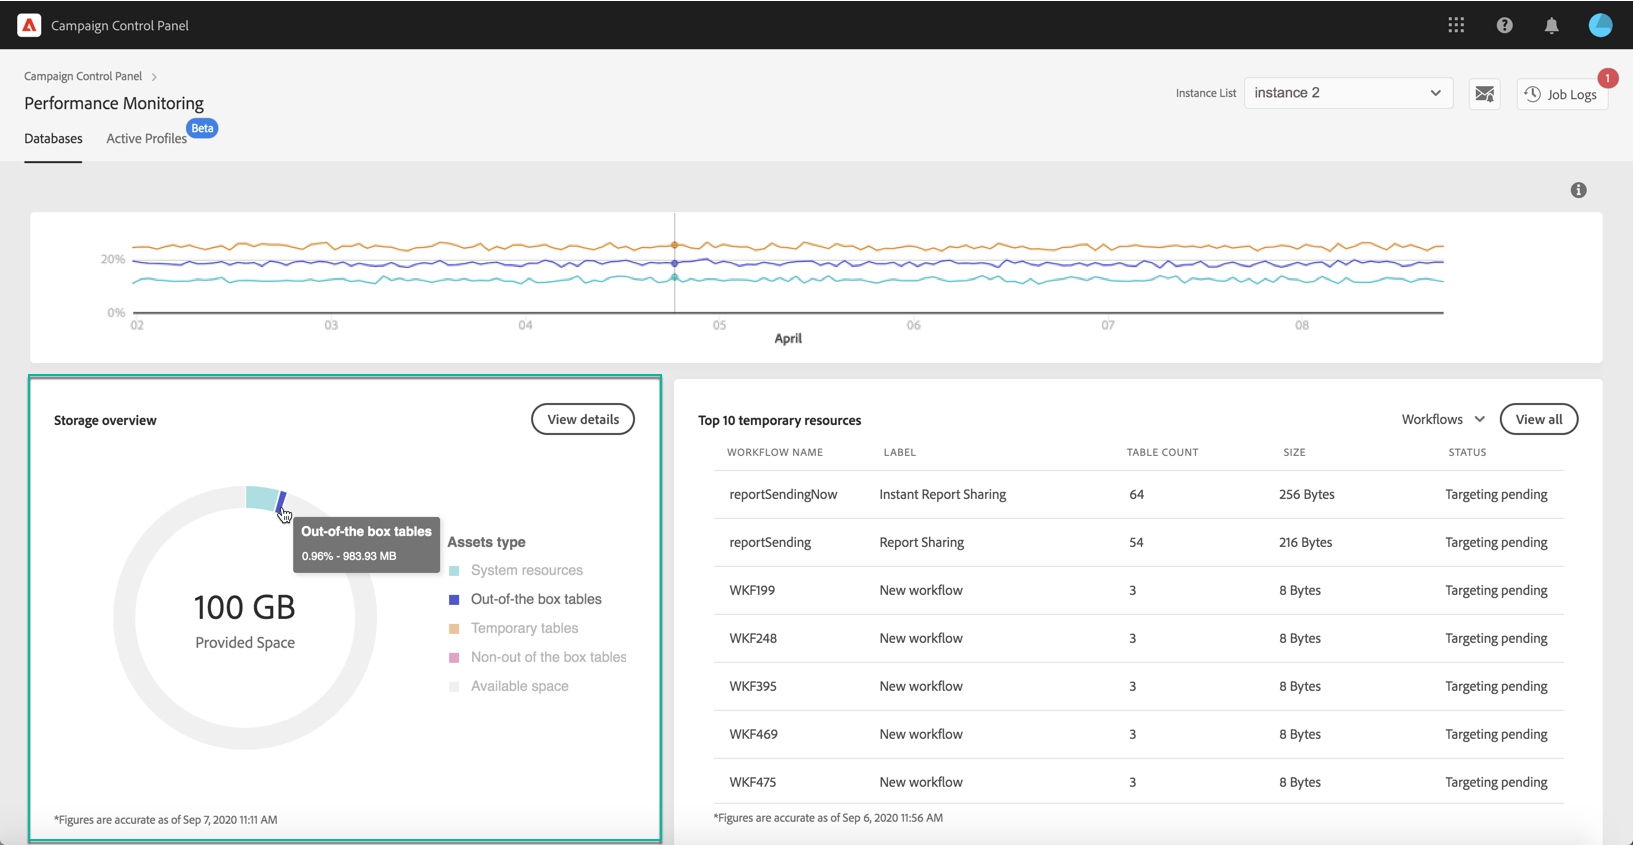 Campaign Control Panel
Campaign Control Panel
Performance Monitoring
Instance List
instance 2
Job Logs
1
Databases
Active Profiles
Beta
20%
0%
02
03
04
05
06
07
08
April
Storage overview
View details
Out-of-the box tables
0.96% - 983.93 MB
100 GB
Provided Space
Assets type
System resources
Out-of-the box tables
Temporary tables
Non-out of the box tables
Available space
*Figures are accurate as of Sep 7, 2020 11:11 AM
Top 10 temporary resources
Workflows
View all
WORKFLOW NAME LABEL TABLE COUNT SIZE STATUS
reportSendingNow Instant Report Sharing 64 256 Bytes Targeting pending
reportSending Report Sharing 54 216 Bytes Targeting pending
WKF199 New workflow 3 8 Bytes Targeting pending
WKF248 New workflow 3 8 Bytes Targeting pending
WKF395 New workflow 3 8 Bytes Targeting pending
WKF469 New workflow 3 8 Bytes Targeting pending
WKF475 New workflow 3 8 Bytes Targeting pending
*Figures are accurate as of Sep 6, 2020 11:56 AM